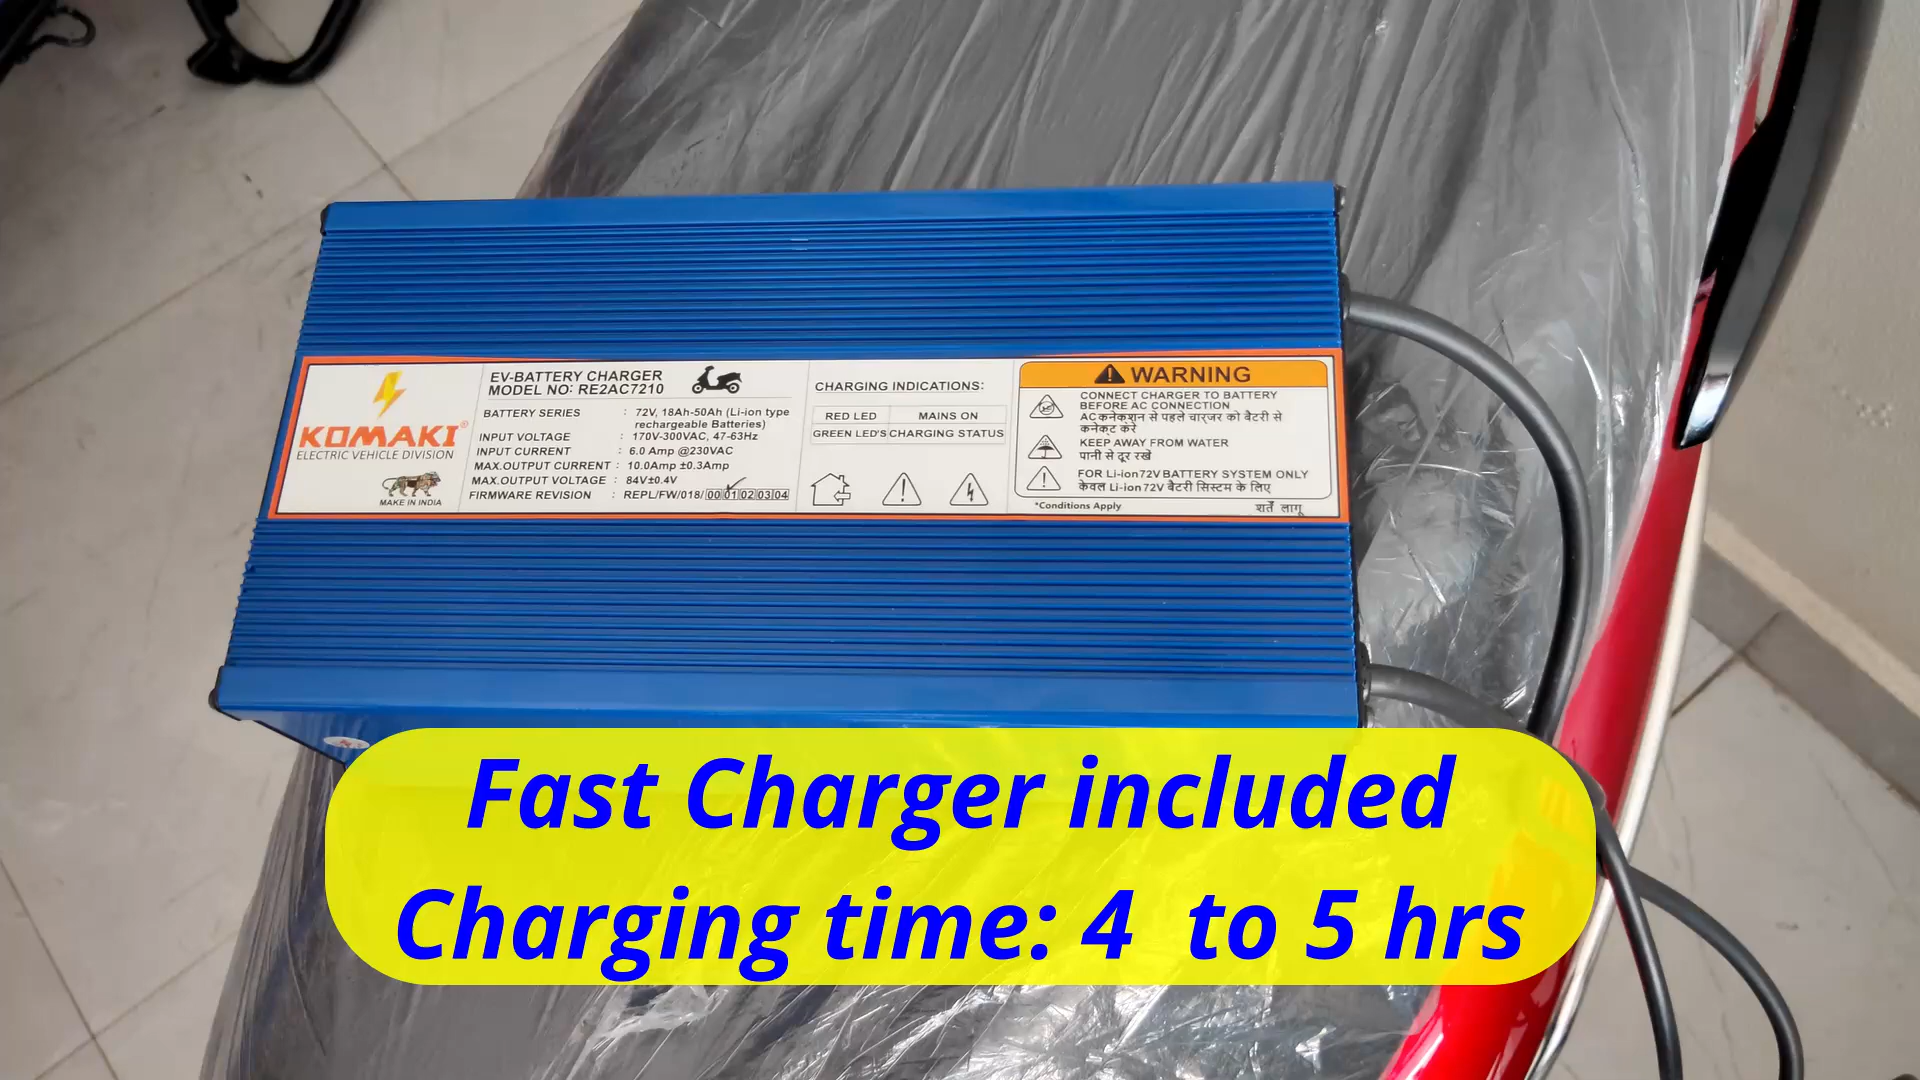 KOMAKI®
ELECTRIC VEHICLE DIVISION
MAKE IN INDIA
EV-BATTERY CHARGER
MODEL NO: RE2AC7210
BATTERY SERIES : 72V, 18Ah-50Ah (Li-ion type
rechargeable Batteries)
INPUT VOLTAGE : 170V-300VAC, 47-63Hz
INPUT CURRENT : 6.0 Amp @230VAC
MAX.OUTPUT CURRENT : 10.0Amp ±0.3Amp
MAX.OUTPUT VOLTAGE : 84V±0.4V
FIRMWARE REVISION : REPL/FW/018/ 00 01 02 03 04
CHARGING INDICATIONS:
RED LED MAINS ON
GREEN LED'S CHARGING STATUS
WARNING
CONNECT CHARGER TO BATTERY
BEFORE AC CONNECTION
AC कनेक्शन से पहले चार्जर को बैटरी से
कनेक्ट करें
KEEP AWAY FROM WATER
पानी से दूर रखें
FOR Li-ion 72V BATTERY SYSTEM ONLY
केवल Li-ion 72V बैटरी सिस्टम के लिए
*Conditions Apply शर्तें लागू
Fast Charger included
Charging time: 4 to 5 hrs